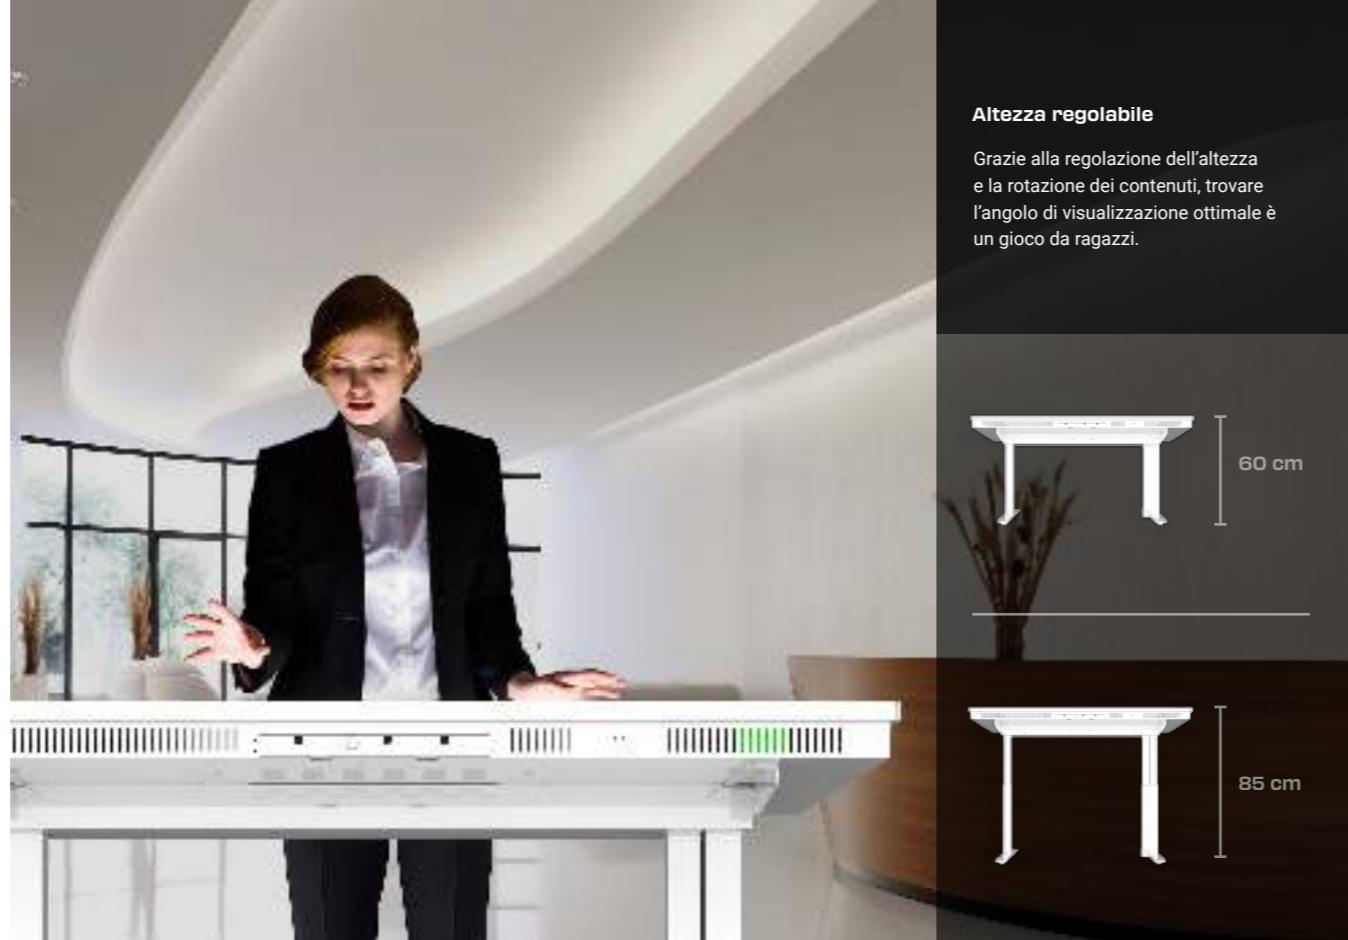 Altezza regolabile
Grazie alla regolazione dell’altezza
e la rotazione dei contenuti, trovare
l’angolo di visualizzazione ottimale è
un gioco da ragazzi.
60 cm
85 cm